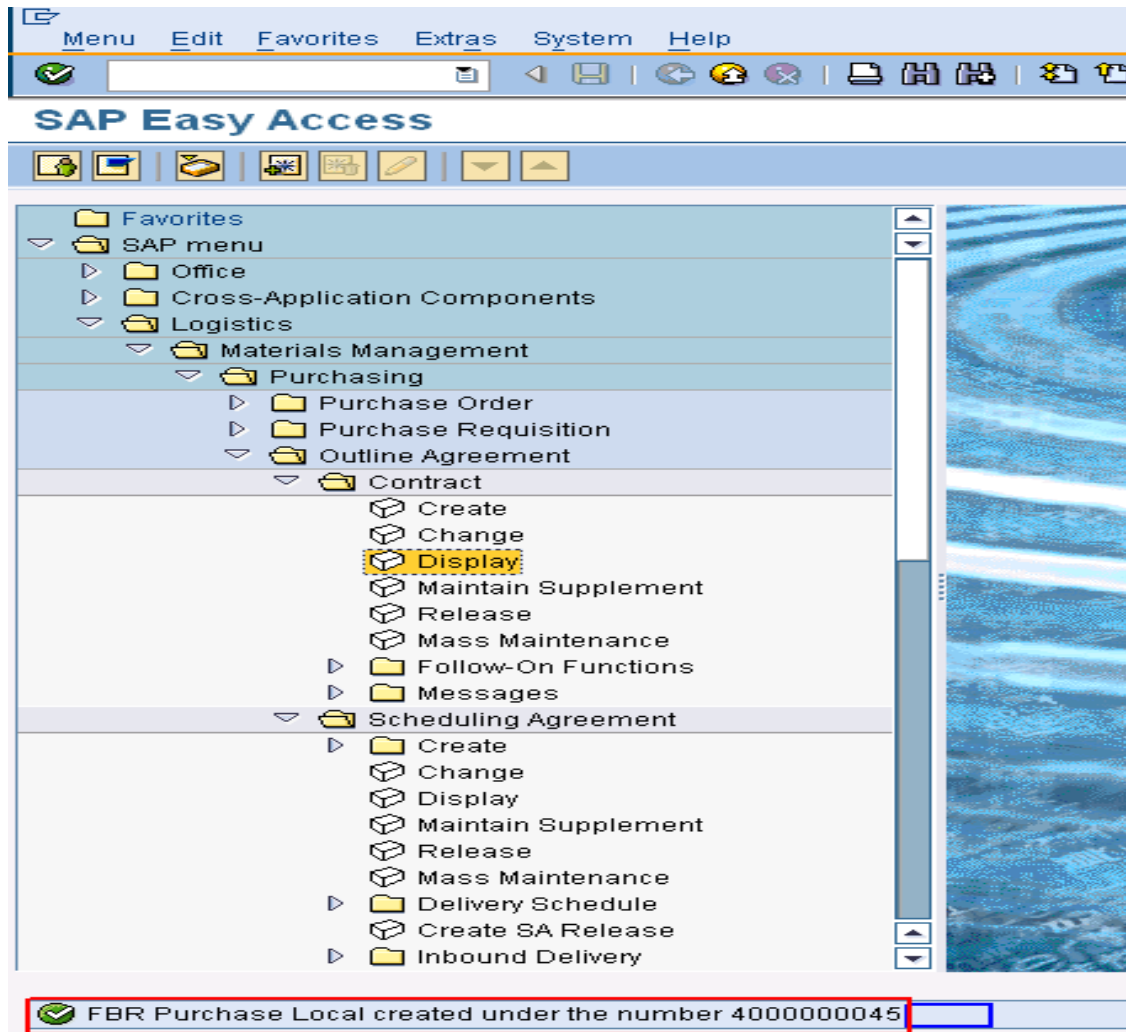 Menu Edit Favorites Extras System Help
SAP Easy Access
Favorites
SAP menu
Office
Cross-Application Components
Logistics
Materials Management
Purchasing
Purchase Order
Purchase Requisition
Outline Agreement
Contract
Create
Change
Display
Maintain Supplement
Release
Mass Maintenance
Follow-On Functions
Messages
Scheduling Agreement
Create
Change
Display
Maintain Supplement
Release
Mass Maintenance
Delivery Schedule
Create SA Release
Inbound Delivery
FBR Purchase Local created under the number 4000000045